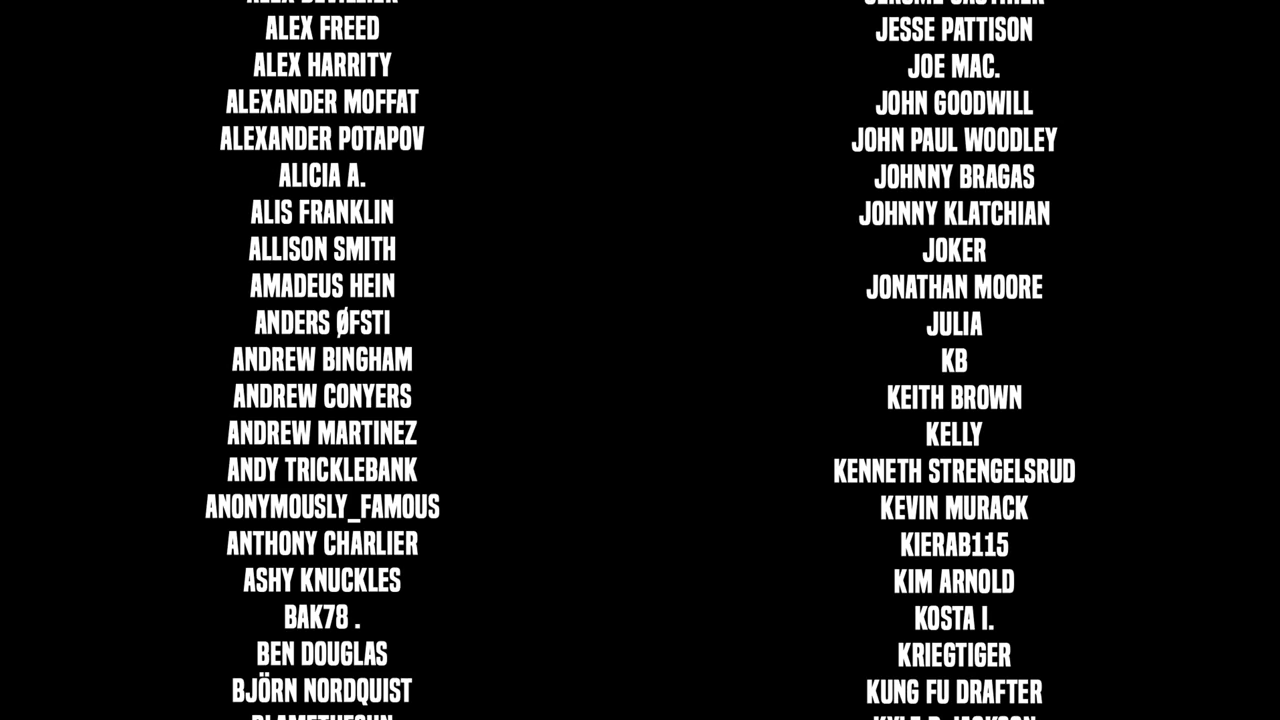 ALEX FREED
ALEX HARRITY
ALEXANDER MOFFAT
ALEXANDER POTAPOV
ALICIA A.
ALIS FRANKLIN
ALLISON SMITH
AMADEUS HEIN
ANDERS ØFSTI
ANDREW BINGHAM
ANDREW CONYERS
ANDREW MARTINEZ
ANDY TRICKLEBANK
ANONYMOUSLY_FAMOUS
ANTHONY CHARLIER
ASHY KNUCKLES
BAK78 .
BEN DOUGLAS
BJÖRN NORDQUIST
JESSE PATTISON
JOE MAC.
JOHN GOODWILL
JOHN PAUL WOODLEY
JOHNNY BRAGAS
JOHNNY KLATCHIAN
JOKER
JONATHAN MOORE
JULIA
KB
KEITH BROWN
KELLY
KENNETH STRENGELSRUD
KEVIN MURACK
KIERAB115
KIM ARNOLD
KOSTA I.
KRIEGTIGER
KUNG FU DRAFTER